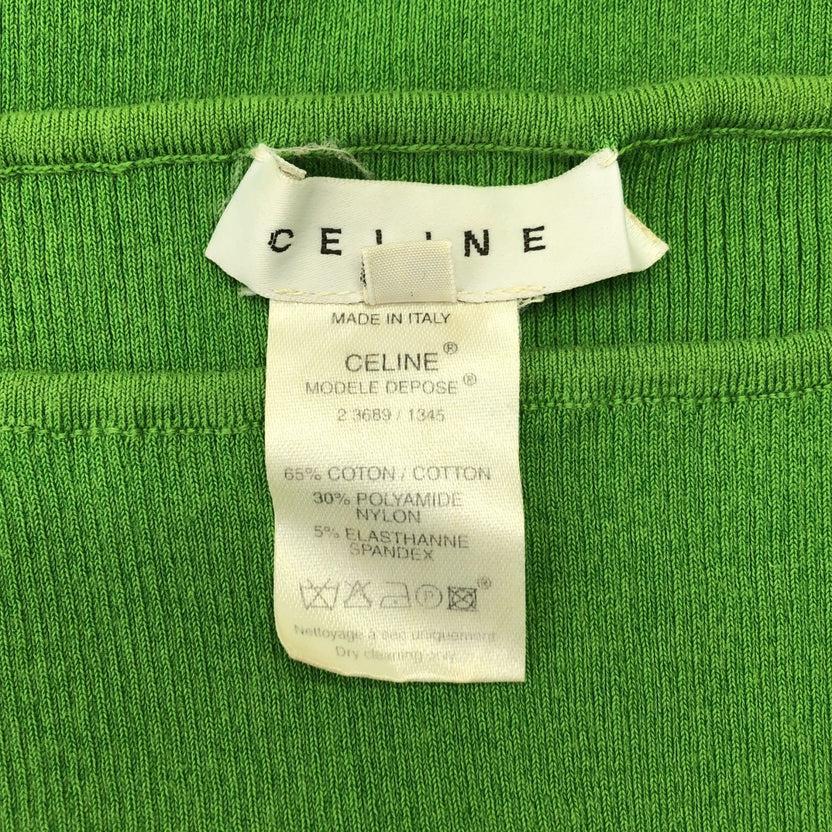 CELINE
MADE IN ITALY
CELINE®
MODELE DEPOSE®
2 3689 / 1345
65% COTON / COTTON
30% POLYAMIDE
NYLON
5% ELASTHANNE
SPANDEX
P ®
Nettoyage à sec uniquement
Dry cleaning only